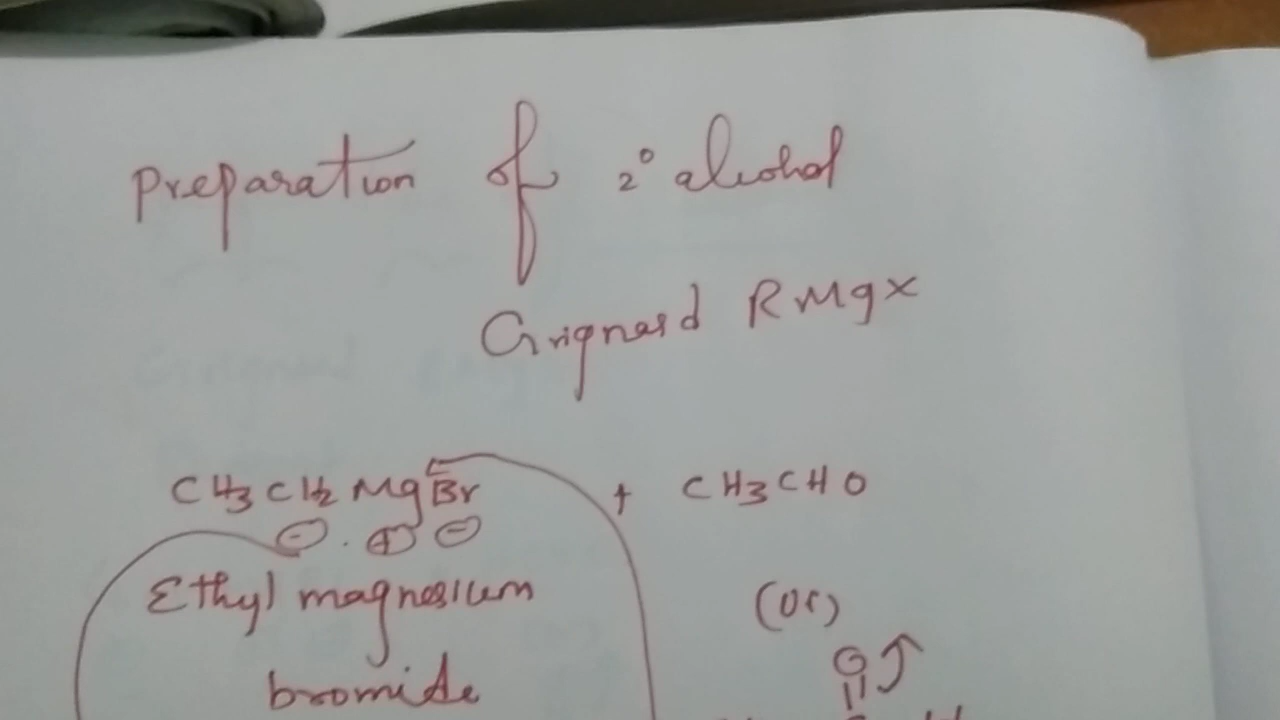 Preparation of 2° alcohol
Grignard RMgX
CH3CH2MgBr + CH3CHO
⊖ ⊕ ⊖
Ethyl magnesium
(or)
bromide
O